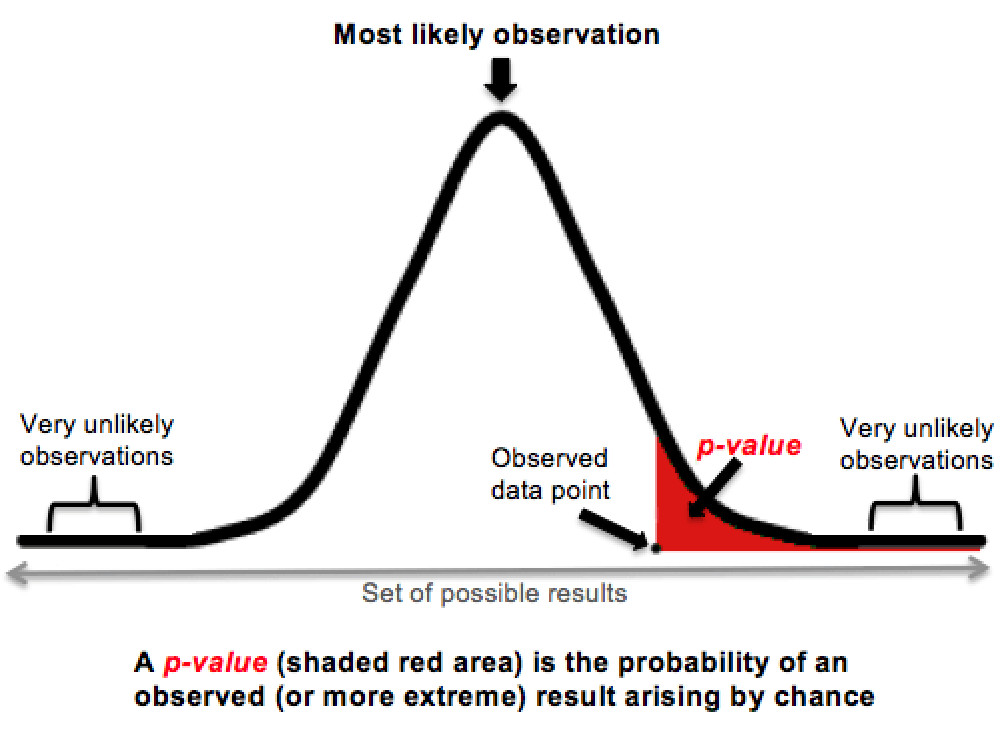 Most likely observation
Very unlikely
observations
Observed
data point
p-value
Very unlikely
observations
Set of possible results
A p-value (shaded red area) is the probability of an
observed (or more extreme) result arising by chance